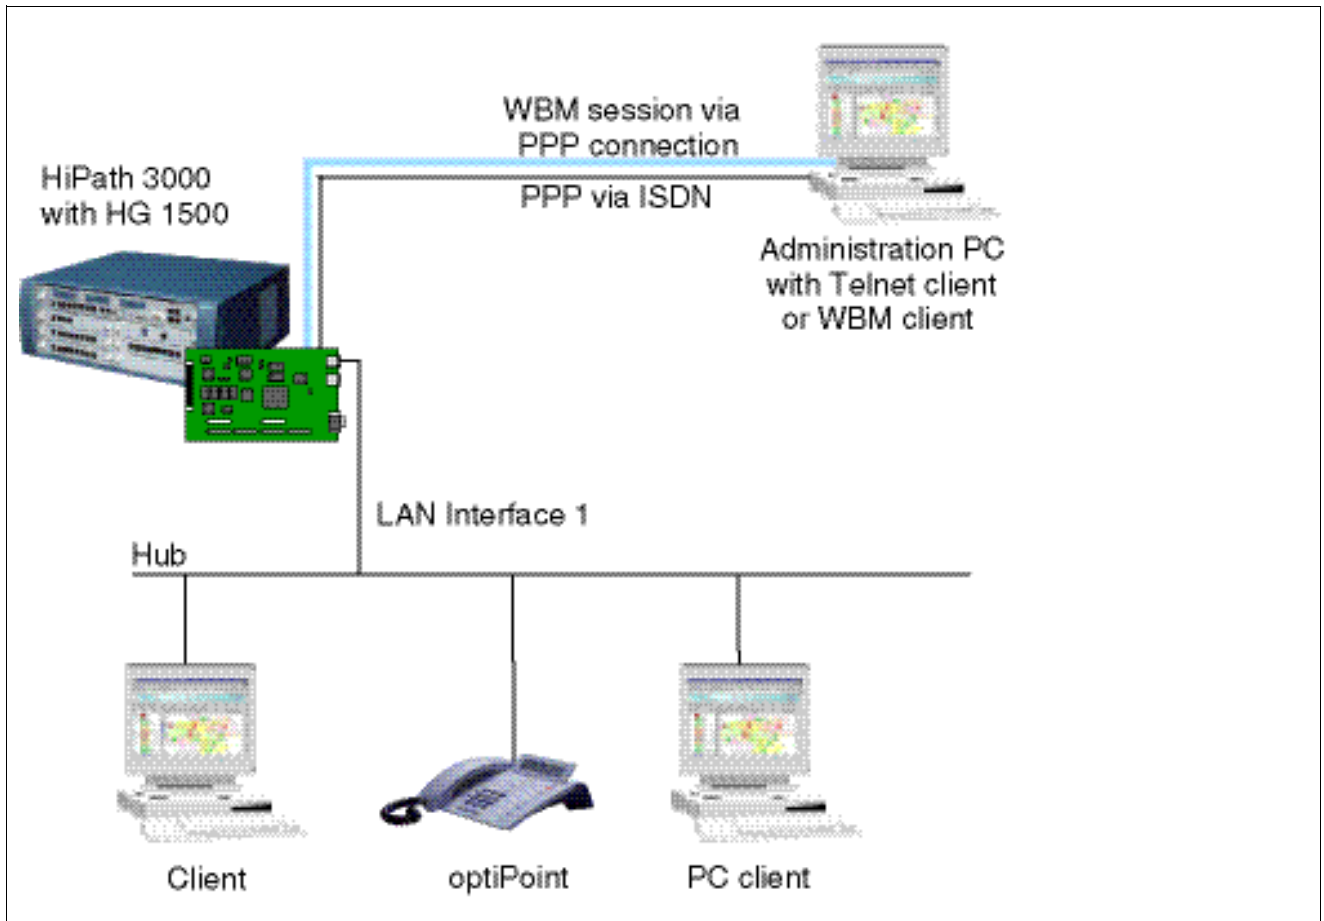 WBM session via
PPP connection
HiPath 3000
with HG 1500
PPP via ISDN
Administration PC
with Telnet client
or WBM client
LAN Interface 1
Hub
Client
optiPoint
PC client